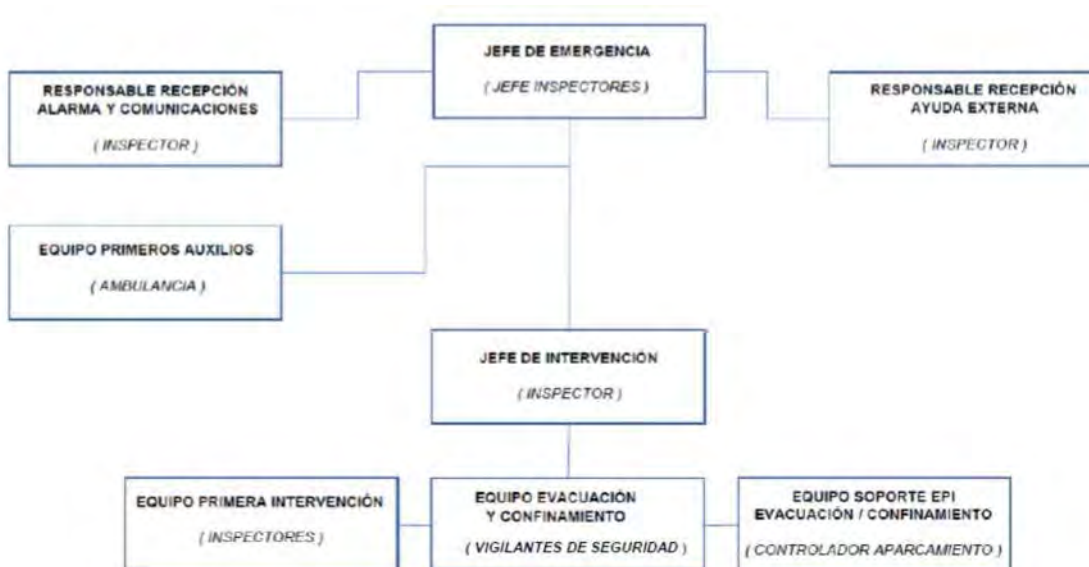 JEFE DE EMERGENCIA
( JEFE INSPECTORES )
RESPONSABLE RECEPCIÓN
ALARMA Y COMUNICACIONES
( INSPECTOR )
RESPONSABLE RECEPCIÓN
AYUDA EXTERNA
( INSPECTOR )
EQUIPO PRIMEROS AUXILIOS
( AMBULANCIA )
JEFE DE INTERVENCIÓN
( INSPECTOR )
EQUIPO PRIMERA INTERVENCIÓN
( INSPECTORES )
EQUIPO EVACUACIÓN
Y CONFINAMIENTO
( VIGILANTES DE SEGURIDAD )
EQUIPO SOPORTE EPI
EVACUACIÓN / CONFINAMIENTO
( CONTROLADOR APARCAMIENTO )